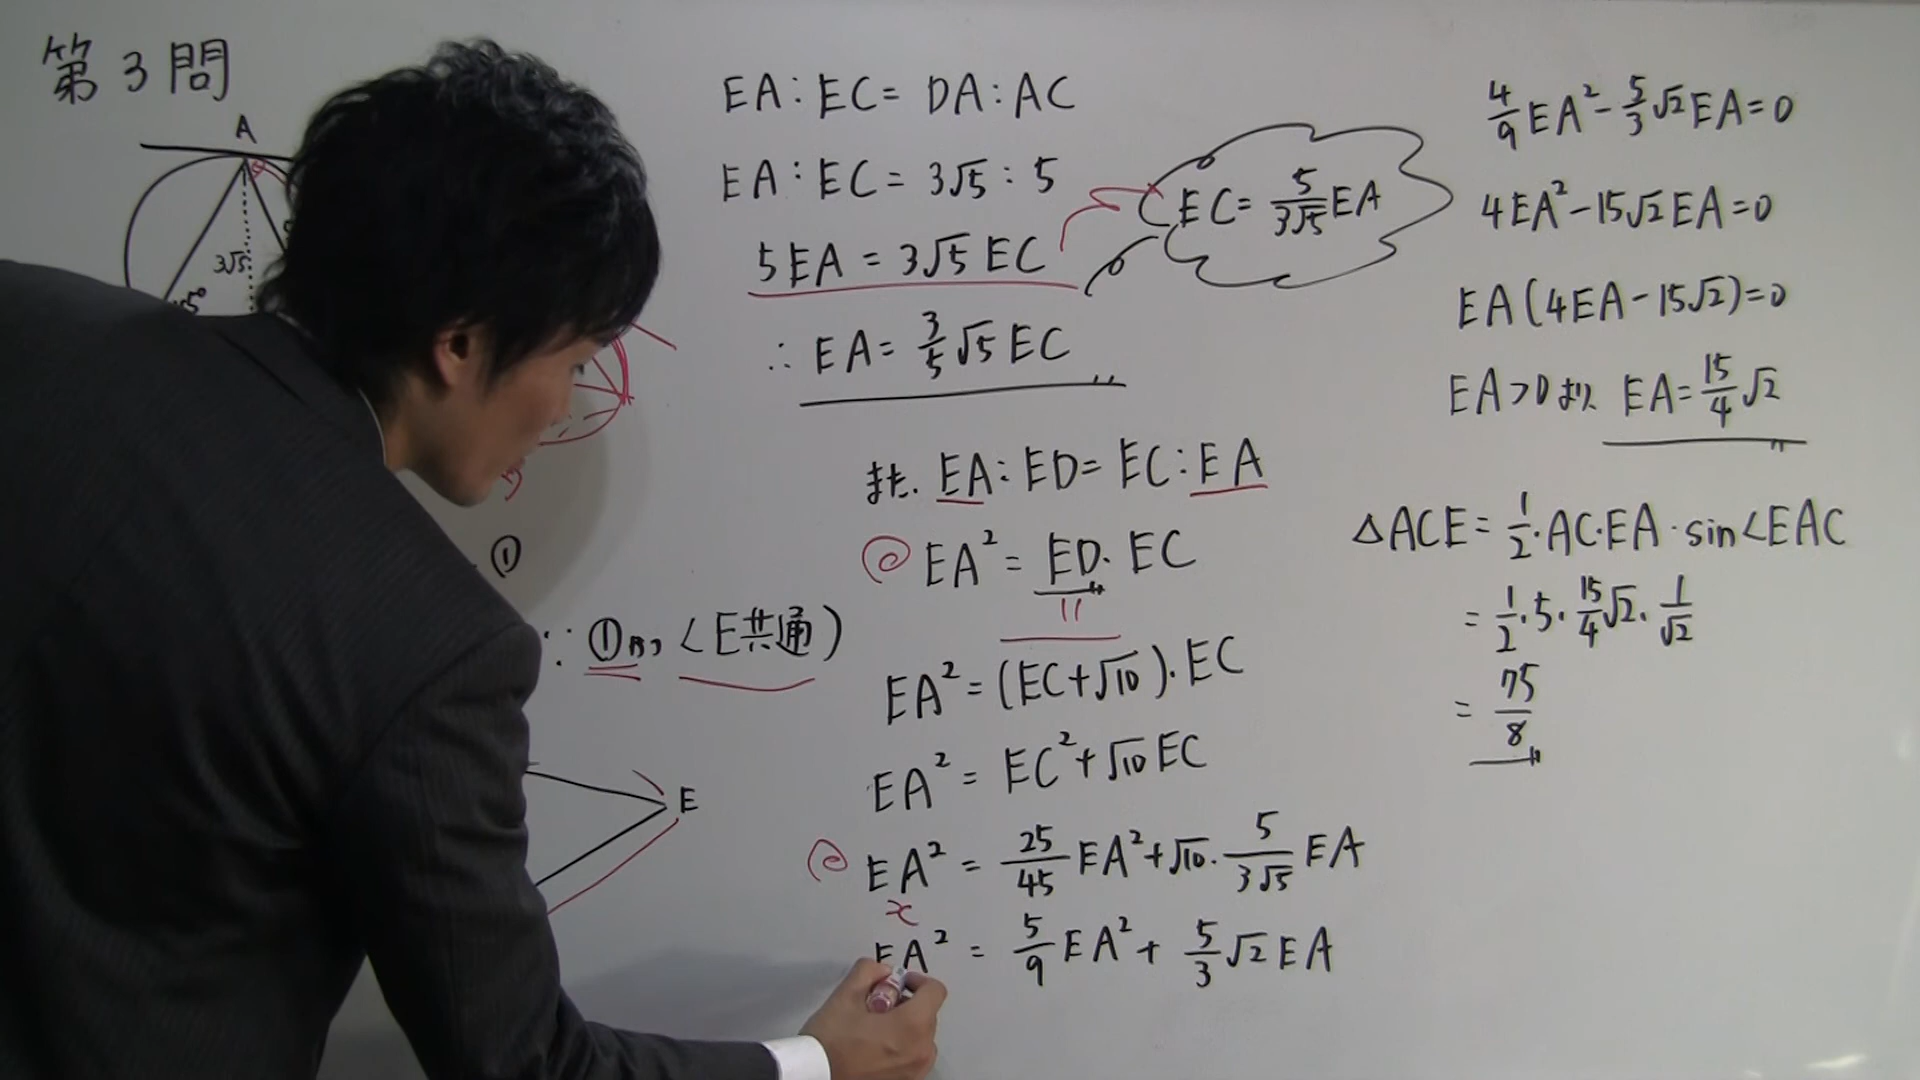 第3問
A
3√5
5°
①
∵ ①より, ∠E共通)
E
EA:EC=DA:AC
EA:EC=3√5:5
5EA=3√5EC
EC=5/(3√5)EA
∴EA=3/5√5EC
また. EA:ED=EC:EA
EA²=ED・EC
EA²=(EC+√10)・EC
EA²=EC²+√10EC
EA²=25/45EA²+√10・5/(3√5)EA
x
EA²=5/9EA²+5/3√2EA
4/9EA²-5/3√2EA=0
4EA²-15√2EA=0
EA(4EA-15√2)=0
EA>0より EA=15/4√2
△ACE=1/2・AC・EA・sin∠EAC
=1/2・5・15/4√2・1/√2
=75/8